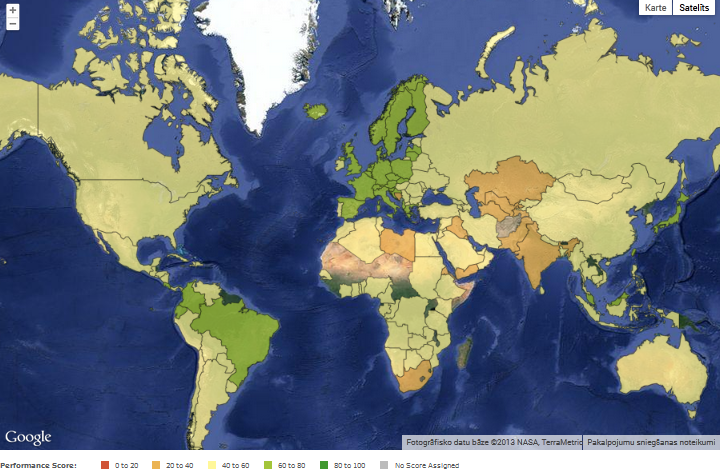 +
−
Karte
Satelīts
Google
Fotogrāfisko datu bāze ©2013 NASA, TerraMetric
Pakalpojumu sniegšanas noteikumi
Performance Score: 0 to 20 20 to 40 40 to 60 60 to 80 80 to 100 No Score Assigned